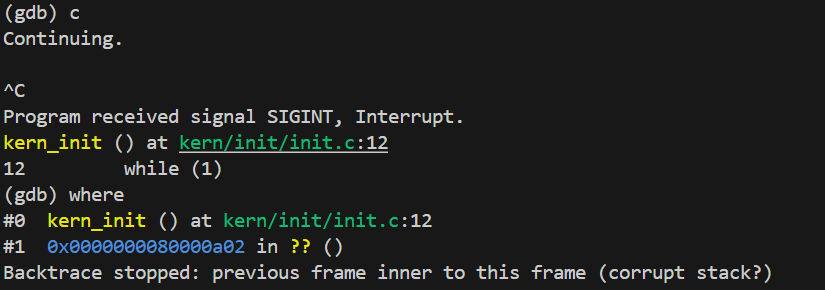 (gdb) c
Continuing.
^C
Program received signal SIGINT, Interrupt.
kern_init () at kern/init/init.c:12
12          while (1)
(gdb) where
#0  kern_init () at kern/init/init.c:12
#1  0x0000000080000a02 in ?? ()
Backtrace stopped: previous frame inner to this frame (corrupt stack?)